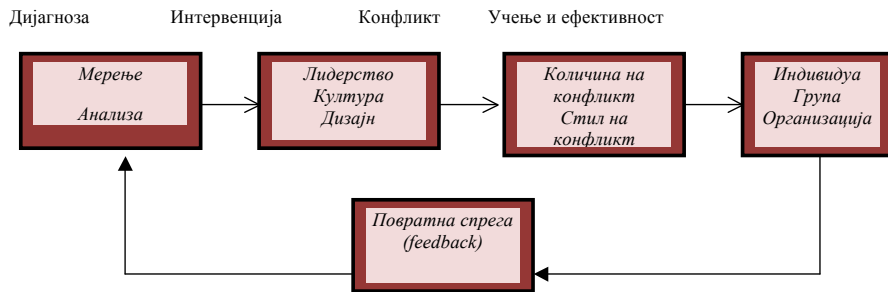 Дијагноза Интервенција Конфликт Учење и ефективност
Мерење
Анализа
Лидерство
Култура
Дизајн
Количина на
конфликт
Стил на
конфликт
Индивидуа
Група
Организација
Повратна спрега
(feedback)